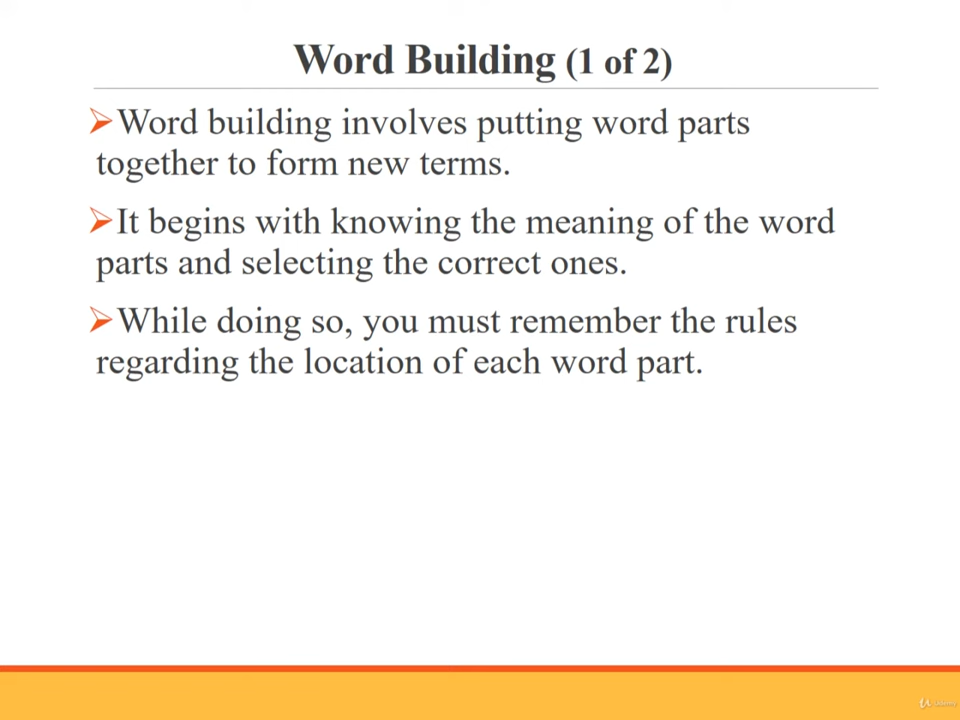 Word Building (1 of 2)
Word building involves putting word parts
together to form new terms.
It begins with knowing the meaning of the word
parts and selecting the correct ones.
While doing so, you must remember the rules
regarding the location of each word part.
Udemy